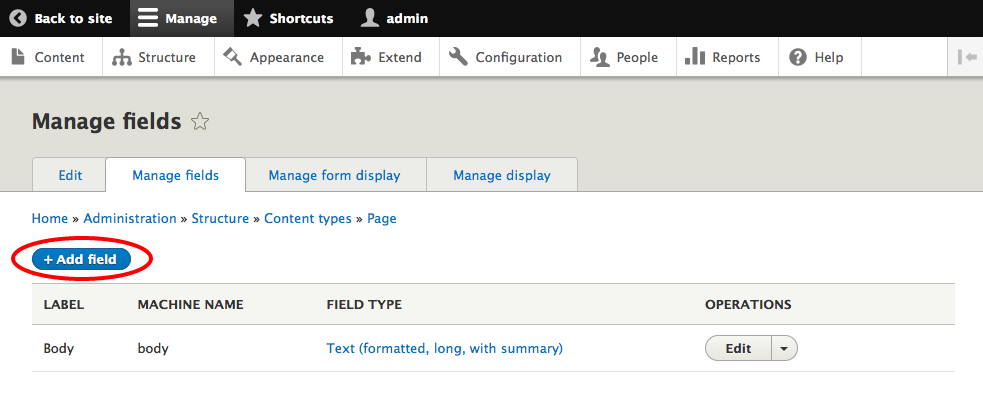 Back to site Manage Shortcuts admin
Content Structure Appearance Extend Configuration People Reports Help
Manage fields
Edit Manage fields Manage form display Manage display
Home » Administration » Structure » Content types » Page
+ Add field
LABEL MACHINE NAME FIELD TYPE OPERATIONS
Body body Text (formatted, long, with summary) Edit